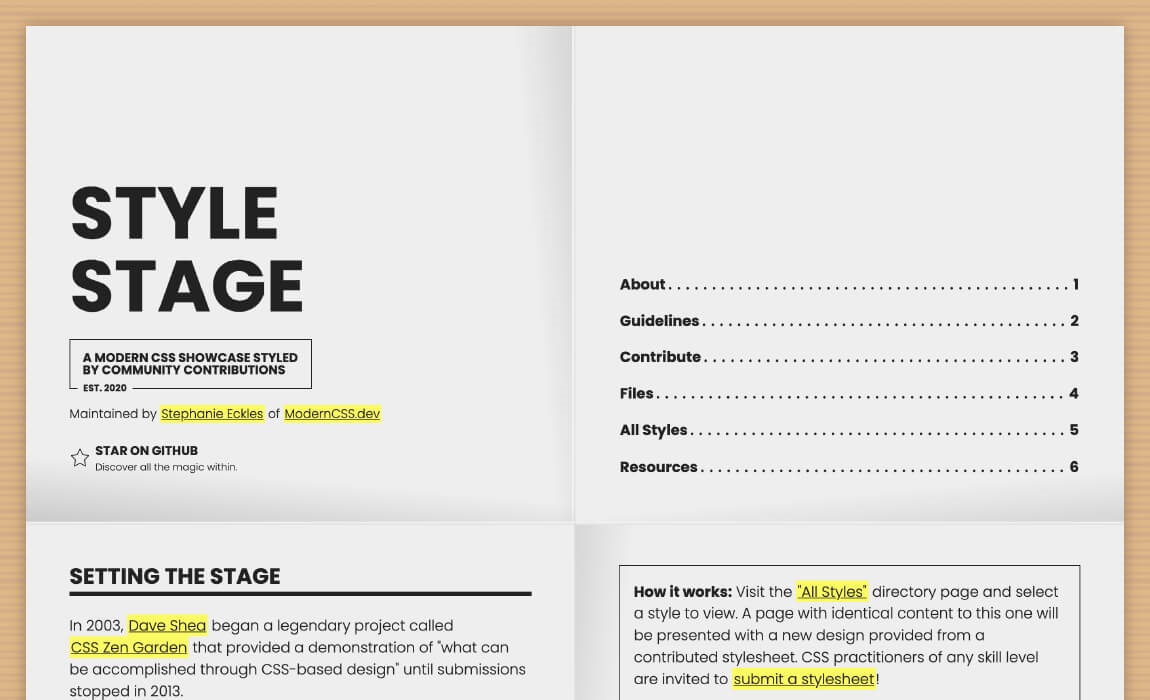 STYLE
STAGE
A MODERN CSS SHOWCASE STYLED
BY COMMUNITY CONTRIBUTIONS
EST. 2020
Maintained by Stephanie Eckles of ModernCSS.dev
STAR ON GITHUB
Discover all the magic within.
About . . . . . . . . . . . . . . . . . . . . . . . . . . . . . . . . . . . . . . . . . . . 1
Guidelines . . . . . . . . . . . . . . . . . . . . . . . . . . . . . . . . . . . . . . . 2
Contribute . . . . . . . . . . . . . . . . . . . . . . . . . . . . . . . . . . . . . . . 3
Files . . . . . . . . . . . . . . . . . . . . . . . . . . . . . . . . . . . . . . . . . . . . 4
All Styles . . . . . . . . . . . . . . . . . . . . . . . . . . . . . . . . . . . . . . . . 5
Resources . . . . . . . . . . . . . . . . . . . . . . . . . . . . . . . . . . . . . . . 6
SETTING THE STAGE
In 2003, Dave Shea began a legendary project called
CSS Zen Garden that provided a demonstration of "what can
be accomplished through CSS-based design" until submissions
stopped in 2013.
How it works: Visit the "All Styles" directory page and select
a style to view. A page with identical content to this one will
be presented with a new design provided from a
contributed stylesheet. CSS practitioners of any skill level
are invited to submit a stylesheet!